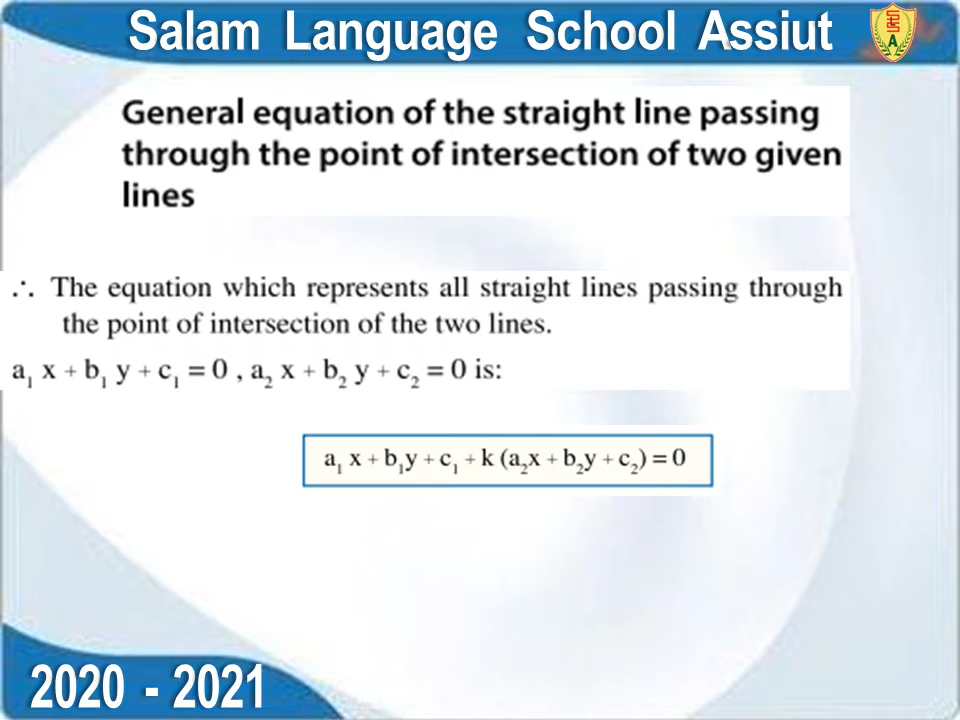 Salam Language School Assiut
General equation of the straight line passing
through the point of intersection of two given
lines
∴ The equation which represents all straight lines passing through
the point of intersection of the two lines.
a₁ x + b₁ y + c₁ = 0 , a₂ x + b₂ y + c₂ = 0 is:
a₁ x + b₁y + c₁ + k (a₂x + b₂y + c₂) = 0
2020 - 2021